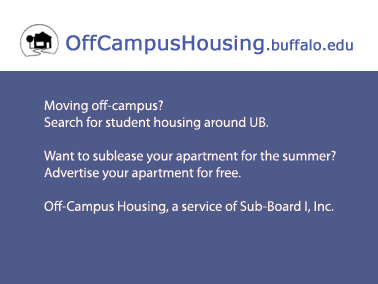 OffCampusHousing.buffalo.edu
Moving off-campus?
Search for student housing around UB.
Want to sublease your apartment for the summer?
Advertise your apartment for free.
Off-Campus Housing, a service of Sub-Board I, Inc.